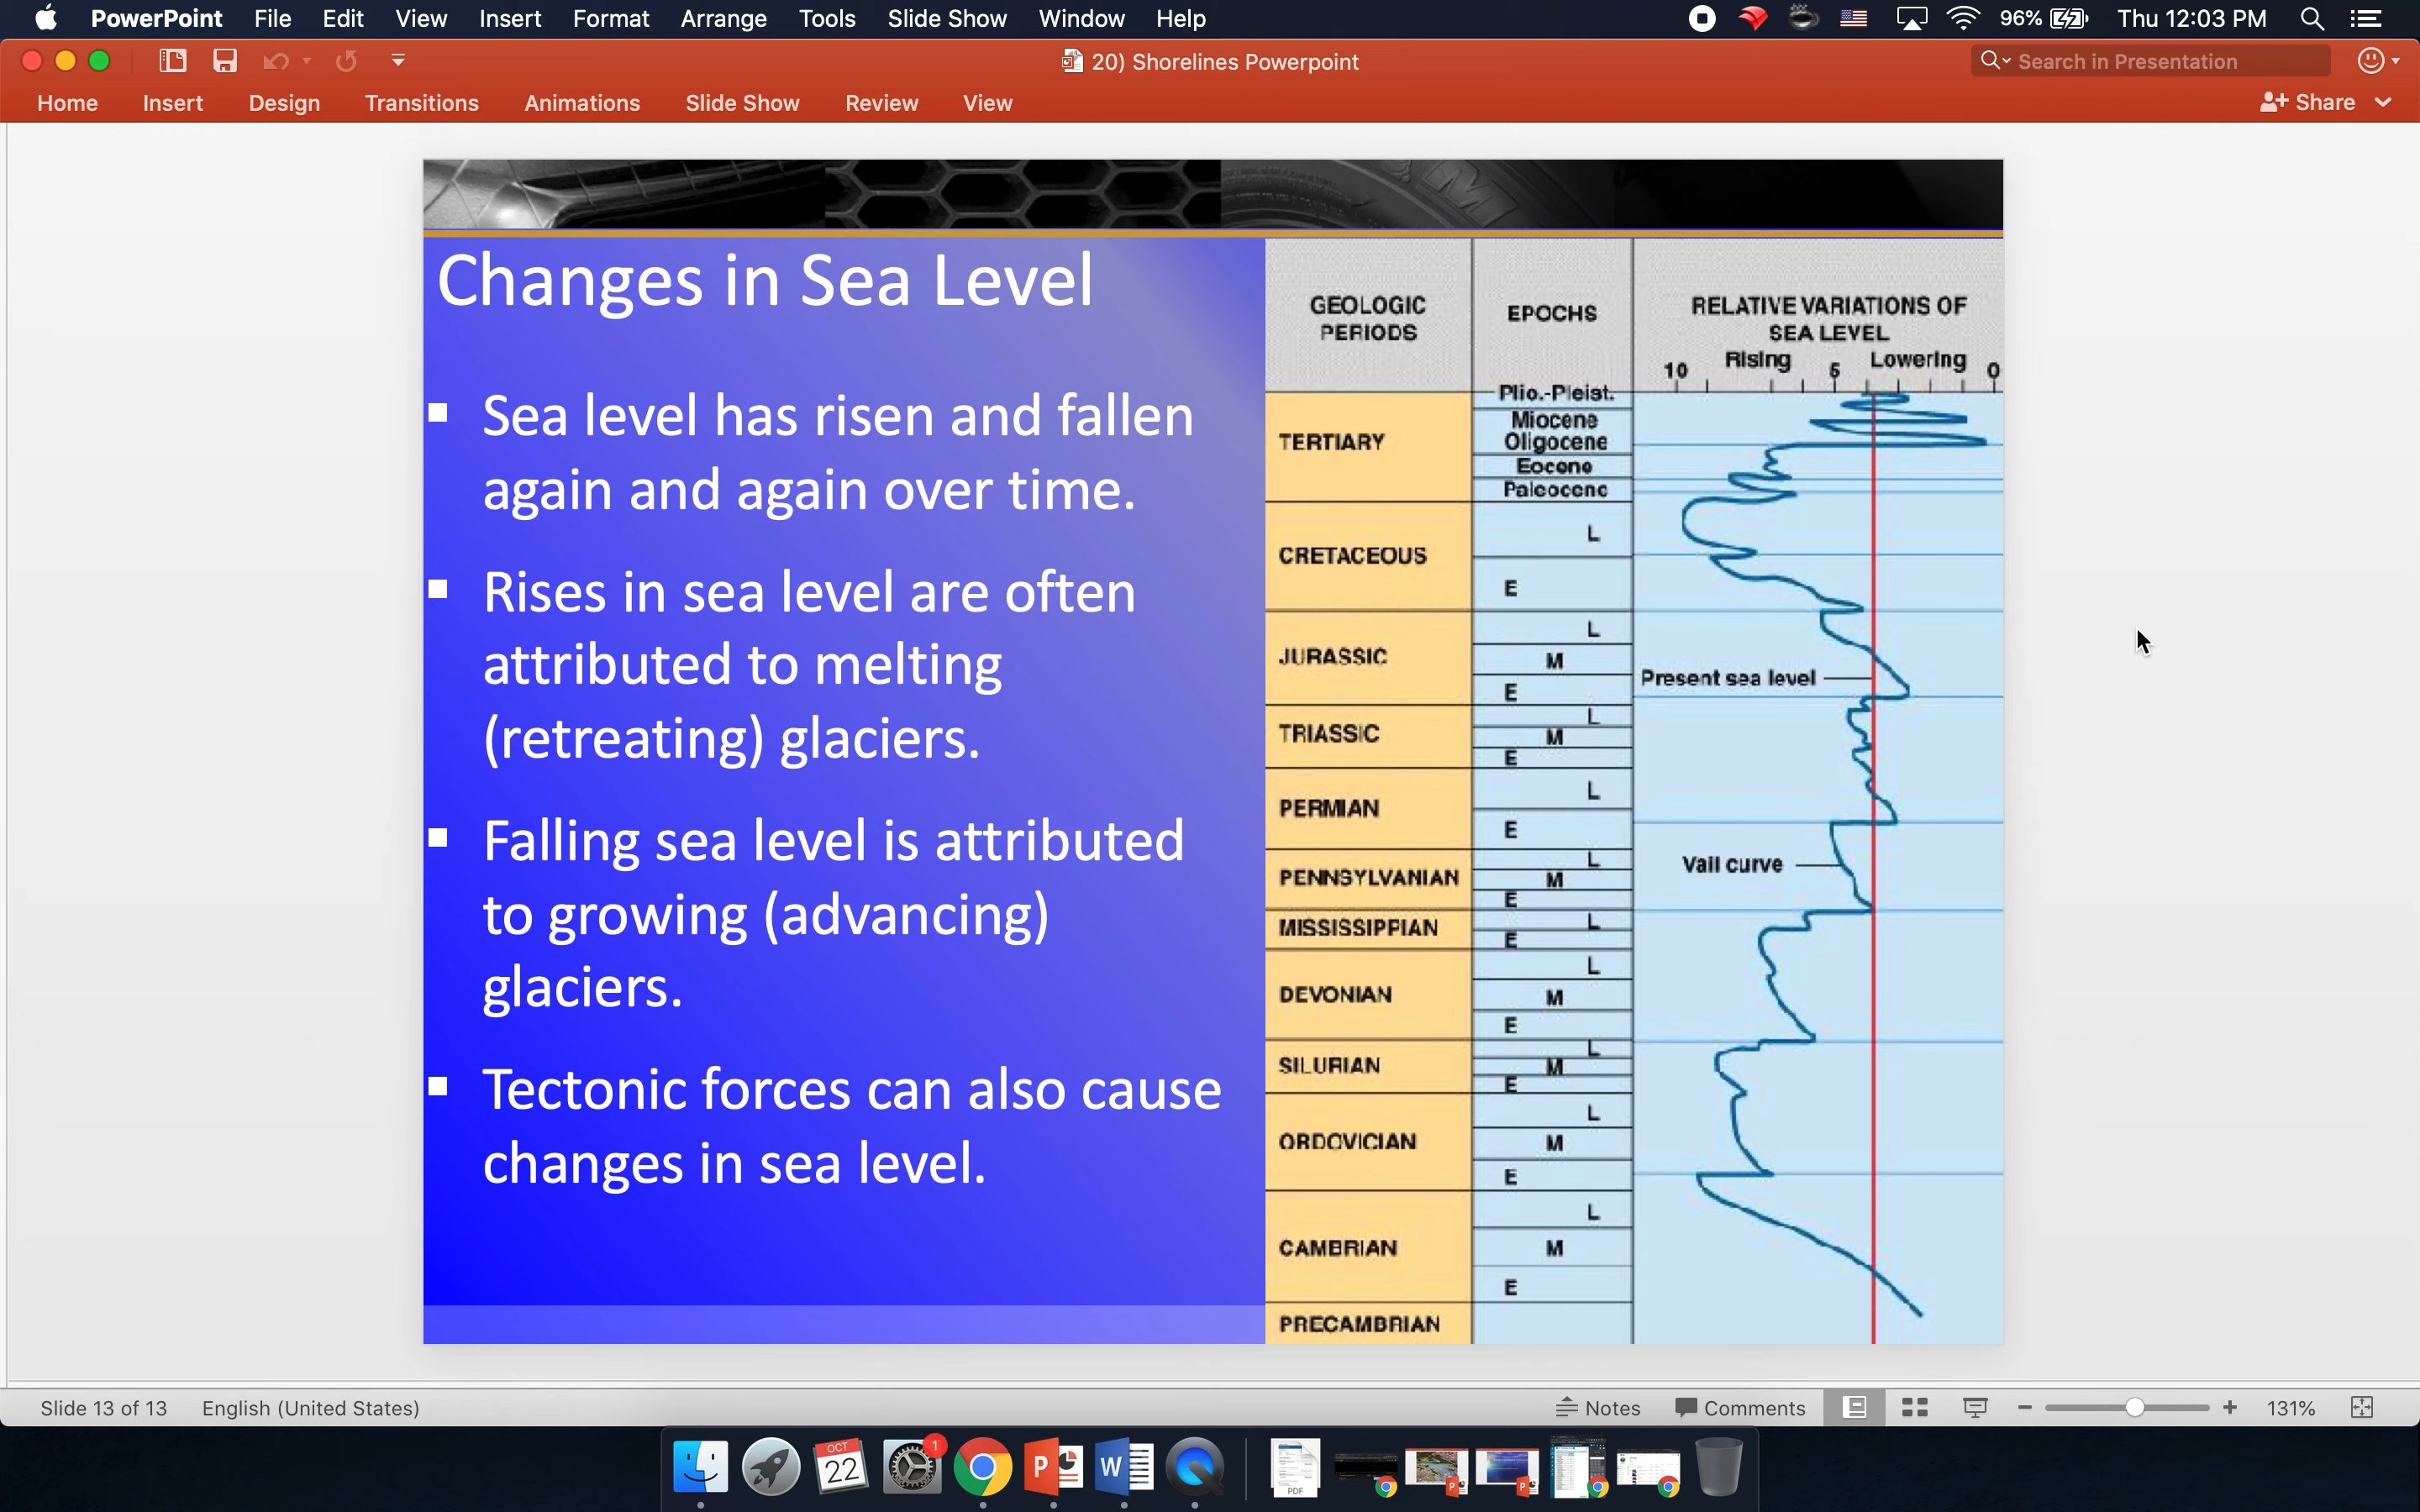 PowerPoint File Edit View Insert Format Arrange Tools Slide Show Window Help 96% Thu 12:03 PM
20) Shorelines Powerpoint Search in Presentation
Home Insert Design Transitions Animations Slide Show Review View Share
Changes in Sea Level
Sea level has risen and fallen
again and again over time.
Rises in sea level are often
attributed to melting
(retreating) glaciers.
Falling sea level is attributed
to growing (advancing)
glaciers.
Tectonic forces can also cause
changes in sea level.
GEOLOGIC
PERIODS
EPOCHS
RELATIVE VARIATIONS OF
SEA LEVEL
Rising Lowering
10 5 0
Plio.-Pleist.
TERTIARY
Miocene
Oligocene
Eocene
Paleocene
CRETACEOUS
L
E
JURASSIC
L
M
E
Present sea level
TRIASSIC
L
M
E
PERMIAN
L
E
PENNSYLVANIAN
L
M
E
Vail curve
MISSISSIPPIAN
L
E
DEVONIAN
L
M
E
SILURIAN
L
M
E
ORDOVICIAN
L
M
E
CAMBRIAN
L
M
E
PRECAMBRIAN
Slide 13 of 13 English (United States) Notes Comments 131%
OCT
22
1
P
W
PDF